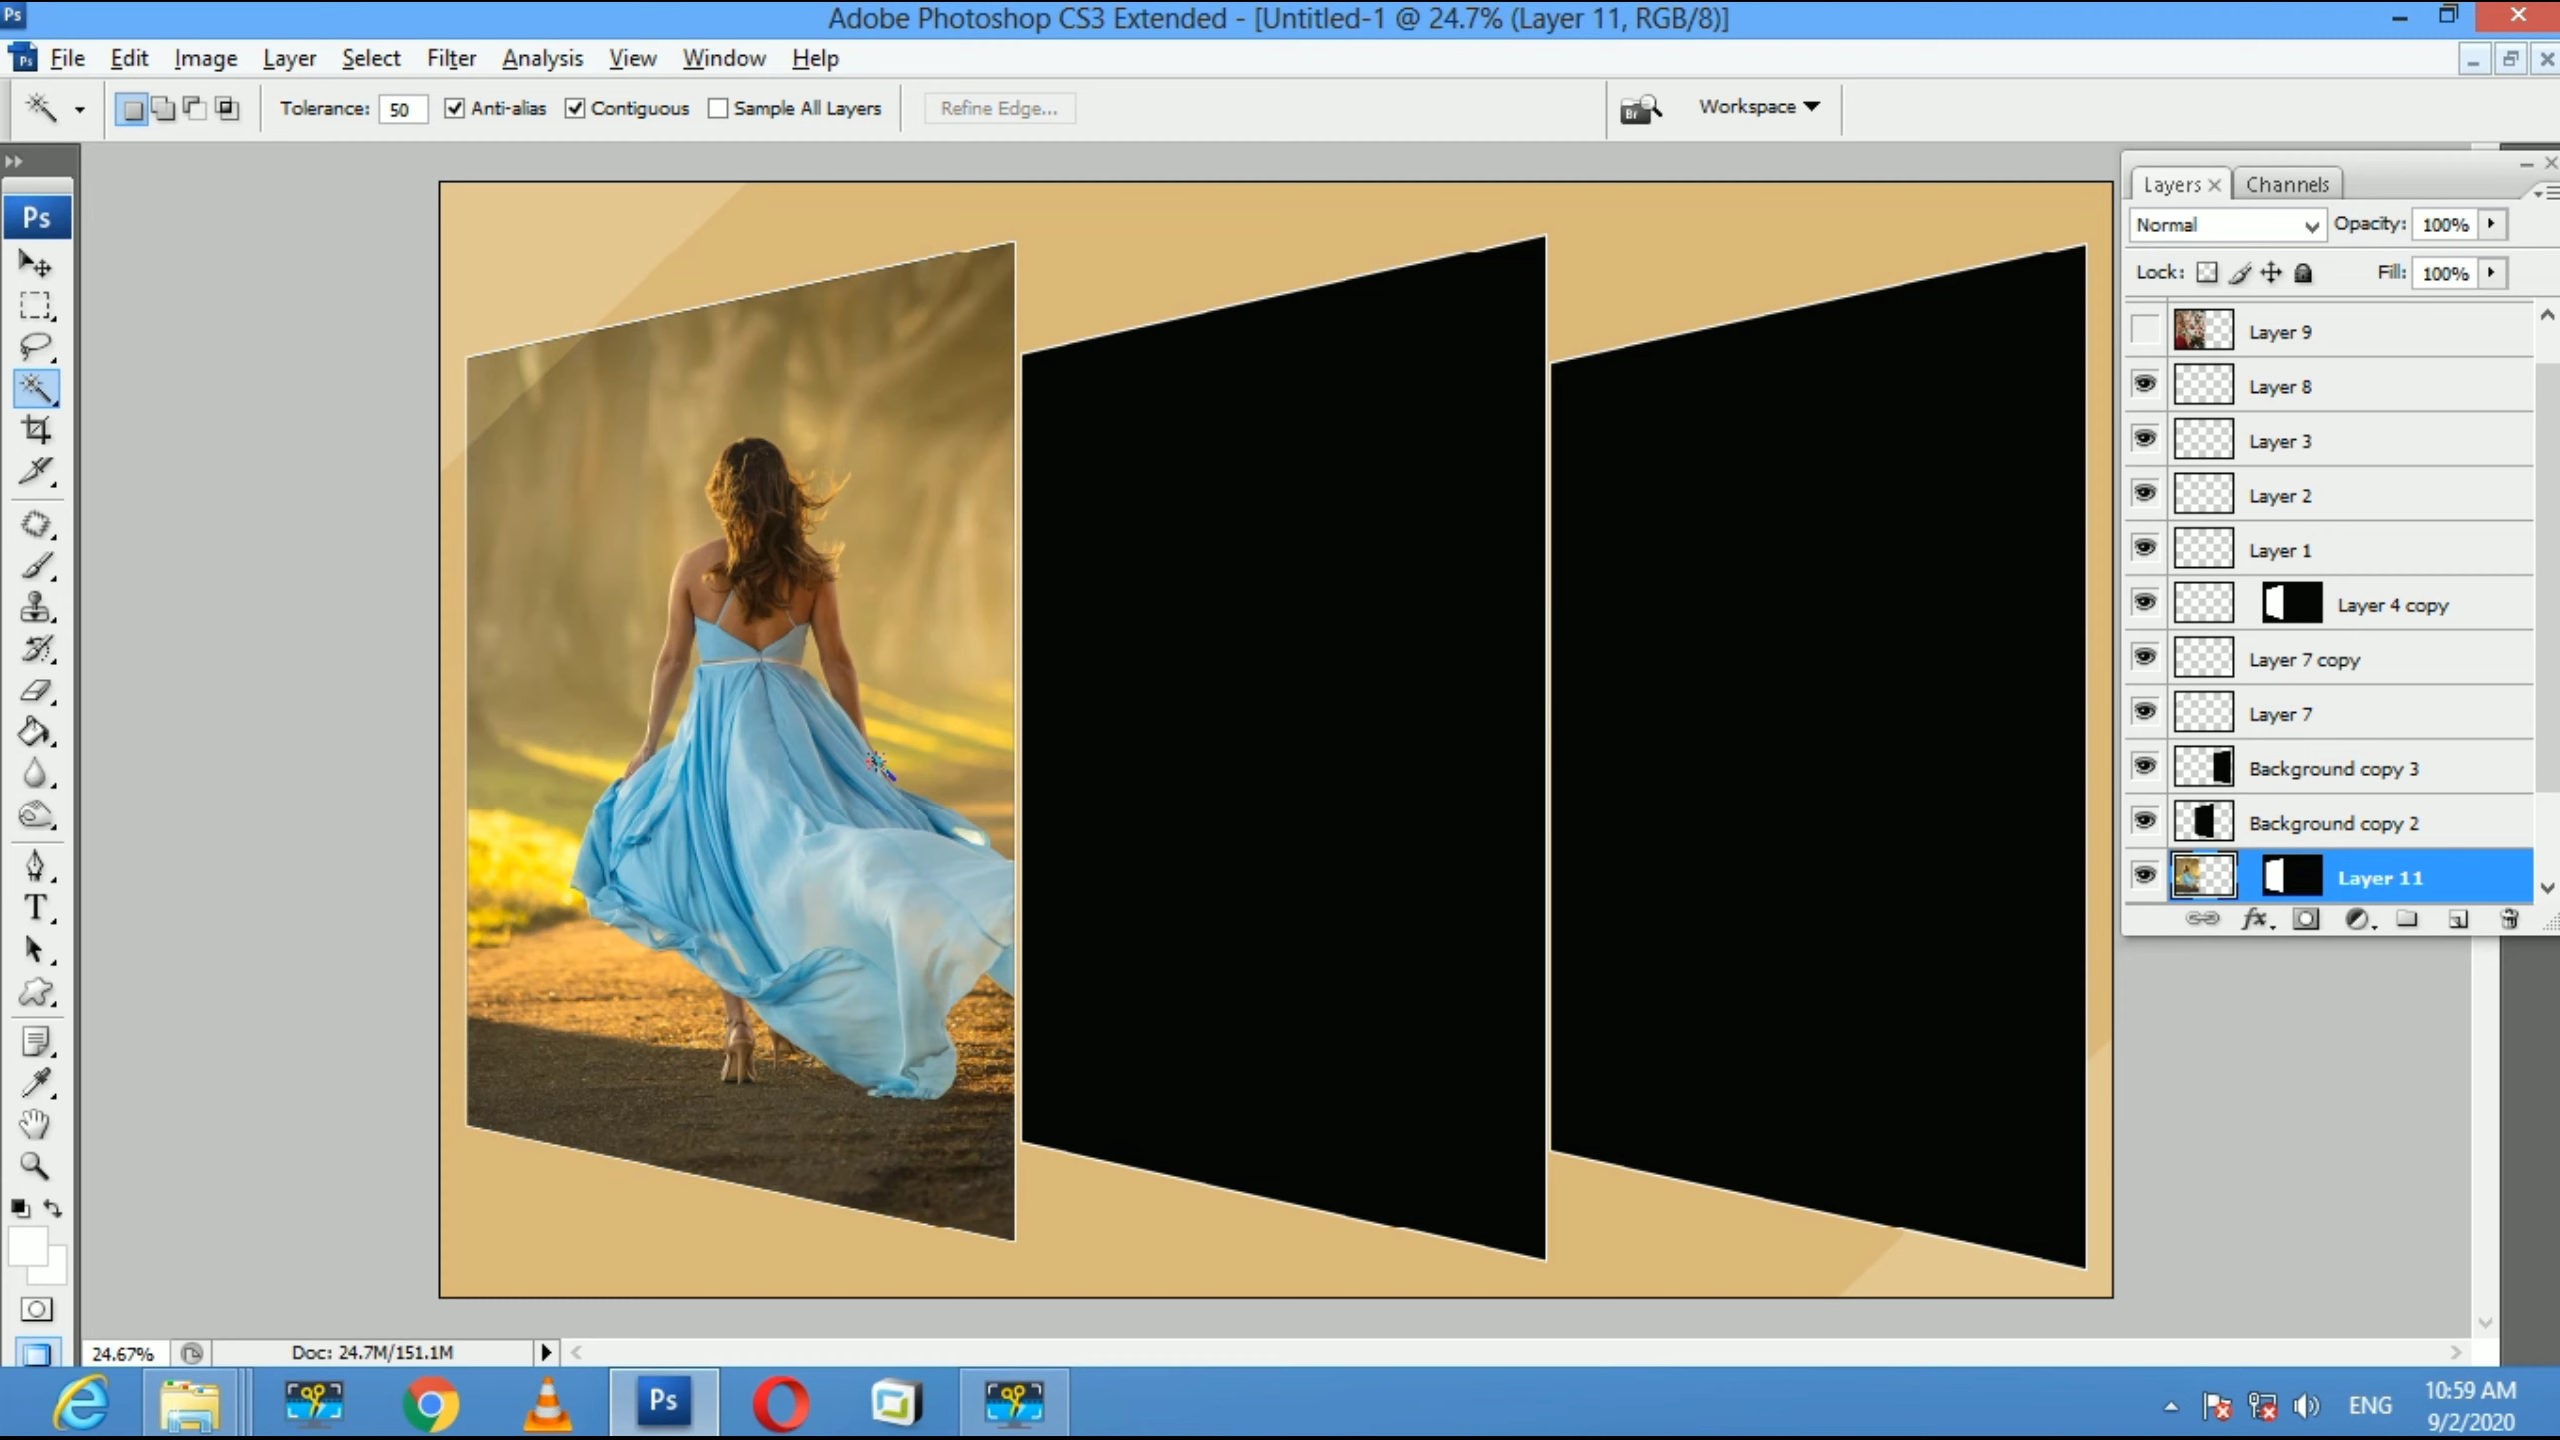 Ps
Adobe Photoshop CS3 Extended - [Untitled-1 @ 24.7% (Layer 11, RGB/8)]
Ps File Edit Image Layer Select Filter Analysis View Window Help
Tolerance: 50 Anti-alias Contiguous Sample All Layers Refine Edge... Br Workspace
Ps
Layers Channels
Normal Opacity: 100%
Lock: Fill: 100%
Layer 9
Layer 8
Layer 3
Layer 2
Layer 1
Layer 4 copy
Layer 7 copy
Layer 7
Background copy 3
Background copy 2
Layer 11
fx
T
24.67% Doc: 24.7M/151.1M
Ps
ENG
10:59 AM
9/2/2020